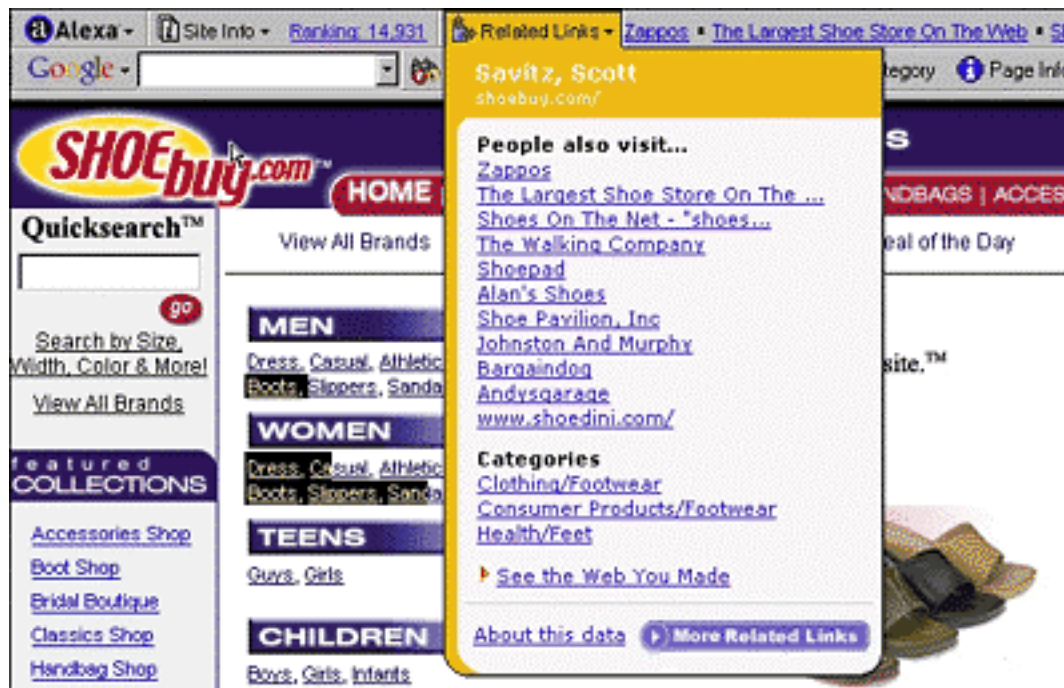 Alexa Site Info Ranking: 14,931 Related Links Zappos • The Largest Shoe Store On The Web •
Google tegory Page Info
Savitz, Scott
shoebuy.com/
SHOEbuy.com™ S
HOME NDBAGS | ACCES
People also visit...
Zappos
The Largest Shoe Store On The ...
Shoes On The Net - "shoes...
The Walking Company
Shoepad
Alan's Shoes
Shoe Pavilion, Inc
Johnston And Murphy
Bargaindog
Andysgarage
www.shoedini.com/
Categories
Clothing/Footwear
Consumer Products/Footwear
Health/Feet
See the Web You Made
About this data More Related Links
Quicksearch™
go
Search by Size,
Width, Color & More!
View All Brands
featured
COLLECTIONS
Accessories Shop
Boot Shop
Bridal Boutique
Classics Shop
Handbag Shop
View All Brands eal of the Day
MEN
Dress, Casual, Athletic
Boots, Slippers, Sanda
site.™
WOMEN
Dress, Casual, Athletic
Boots, Slippers, Sanda
TEENS
Guys, Girls
CHILDREN
Boys, Girls, Infants